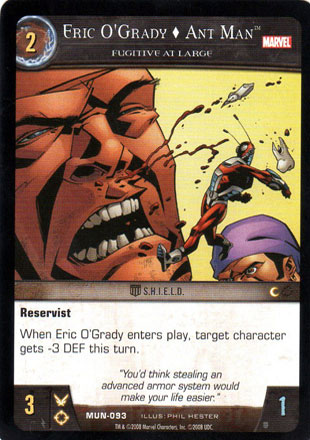 2
ERIC O'GRADY ♦ ANT MAN™
MARVEL
FUGITIVE AT LARGE
S.H.I.E.L.D.
Reservist
When Eric O'Grady enters play, target character
gets -3 DEF this turn.
"You'd think stealing an
advanced armor system would
make your life easier."
3
MUN-093 ILLUS: PHIL HESTER
1
TM & ©2008 Marvel Characters, Inc. ©2008 UDC.